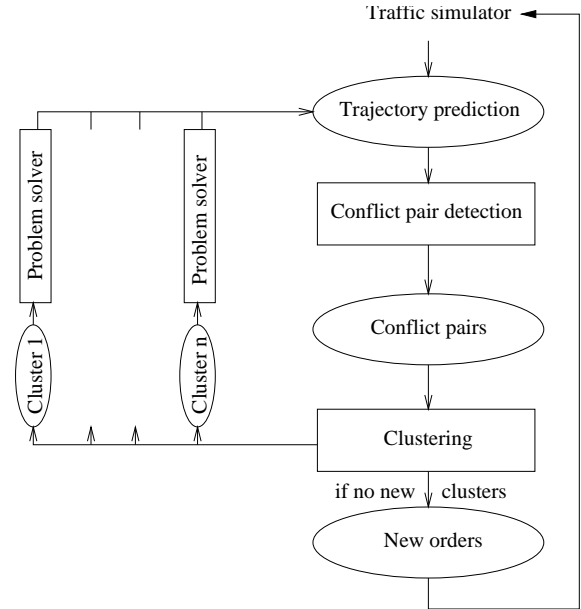 Traffic simulator
Trajectory prediction
Problem solver
Problem solver
Conflict pair detection
Conflict pairs
Cluster 1
Cluster n
Clustering
if no new clusters
New orders